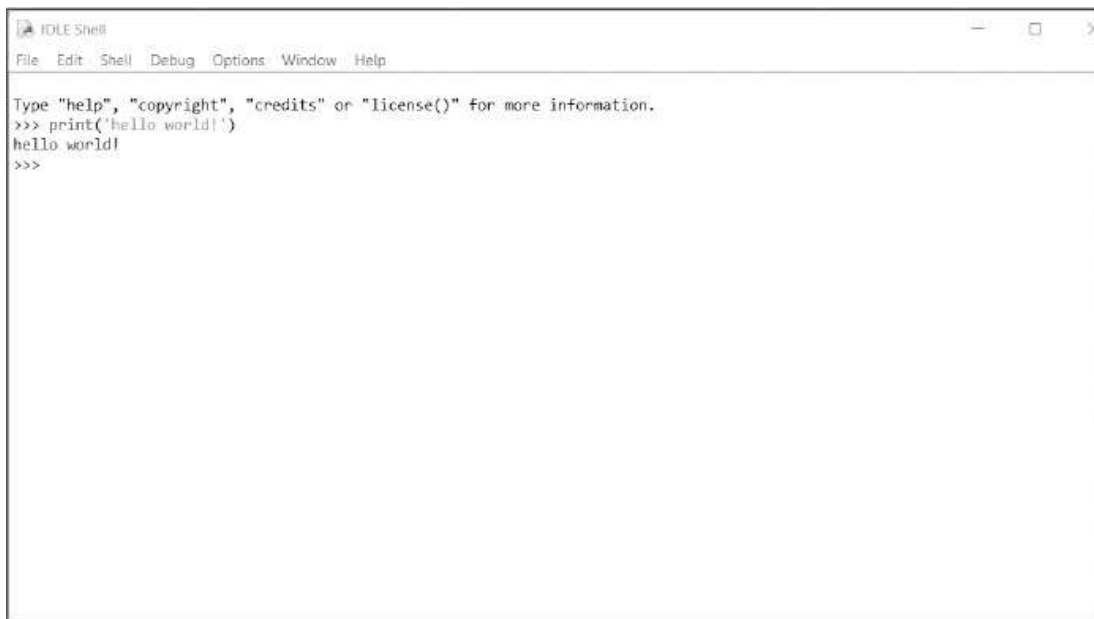 IDLE Shell
File Edit Shell Debug Options Window Help
Type "help", "copyright", "credits" or "license()" for more information.
>>> print('hello world!')
hello world!
>>>